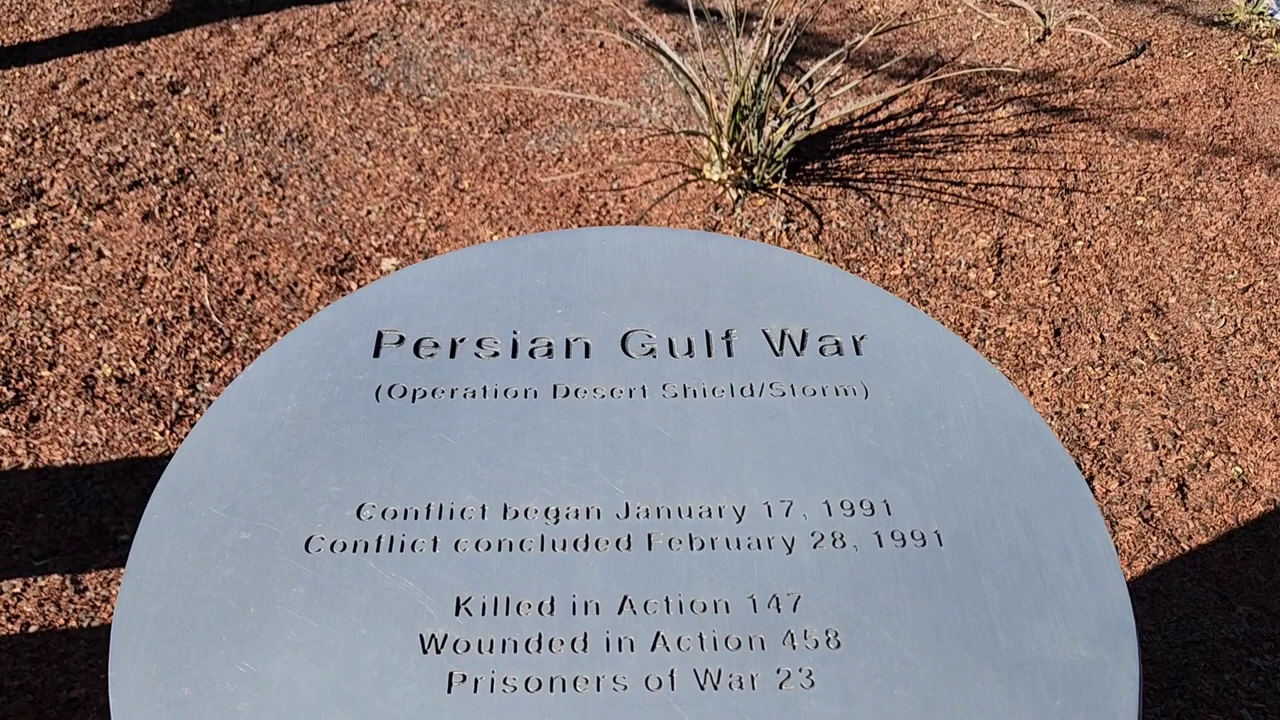 Persian Gulf War
(Operation Desert Shield/Storm)
Conflict began January 17, 1991
Conflict concluded February 28, 1991
Killed in Action 147
Wounded in Action 458
Prisoners of War 23